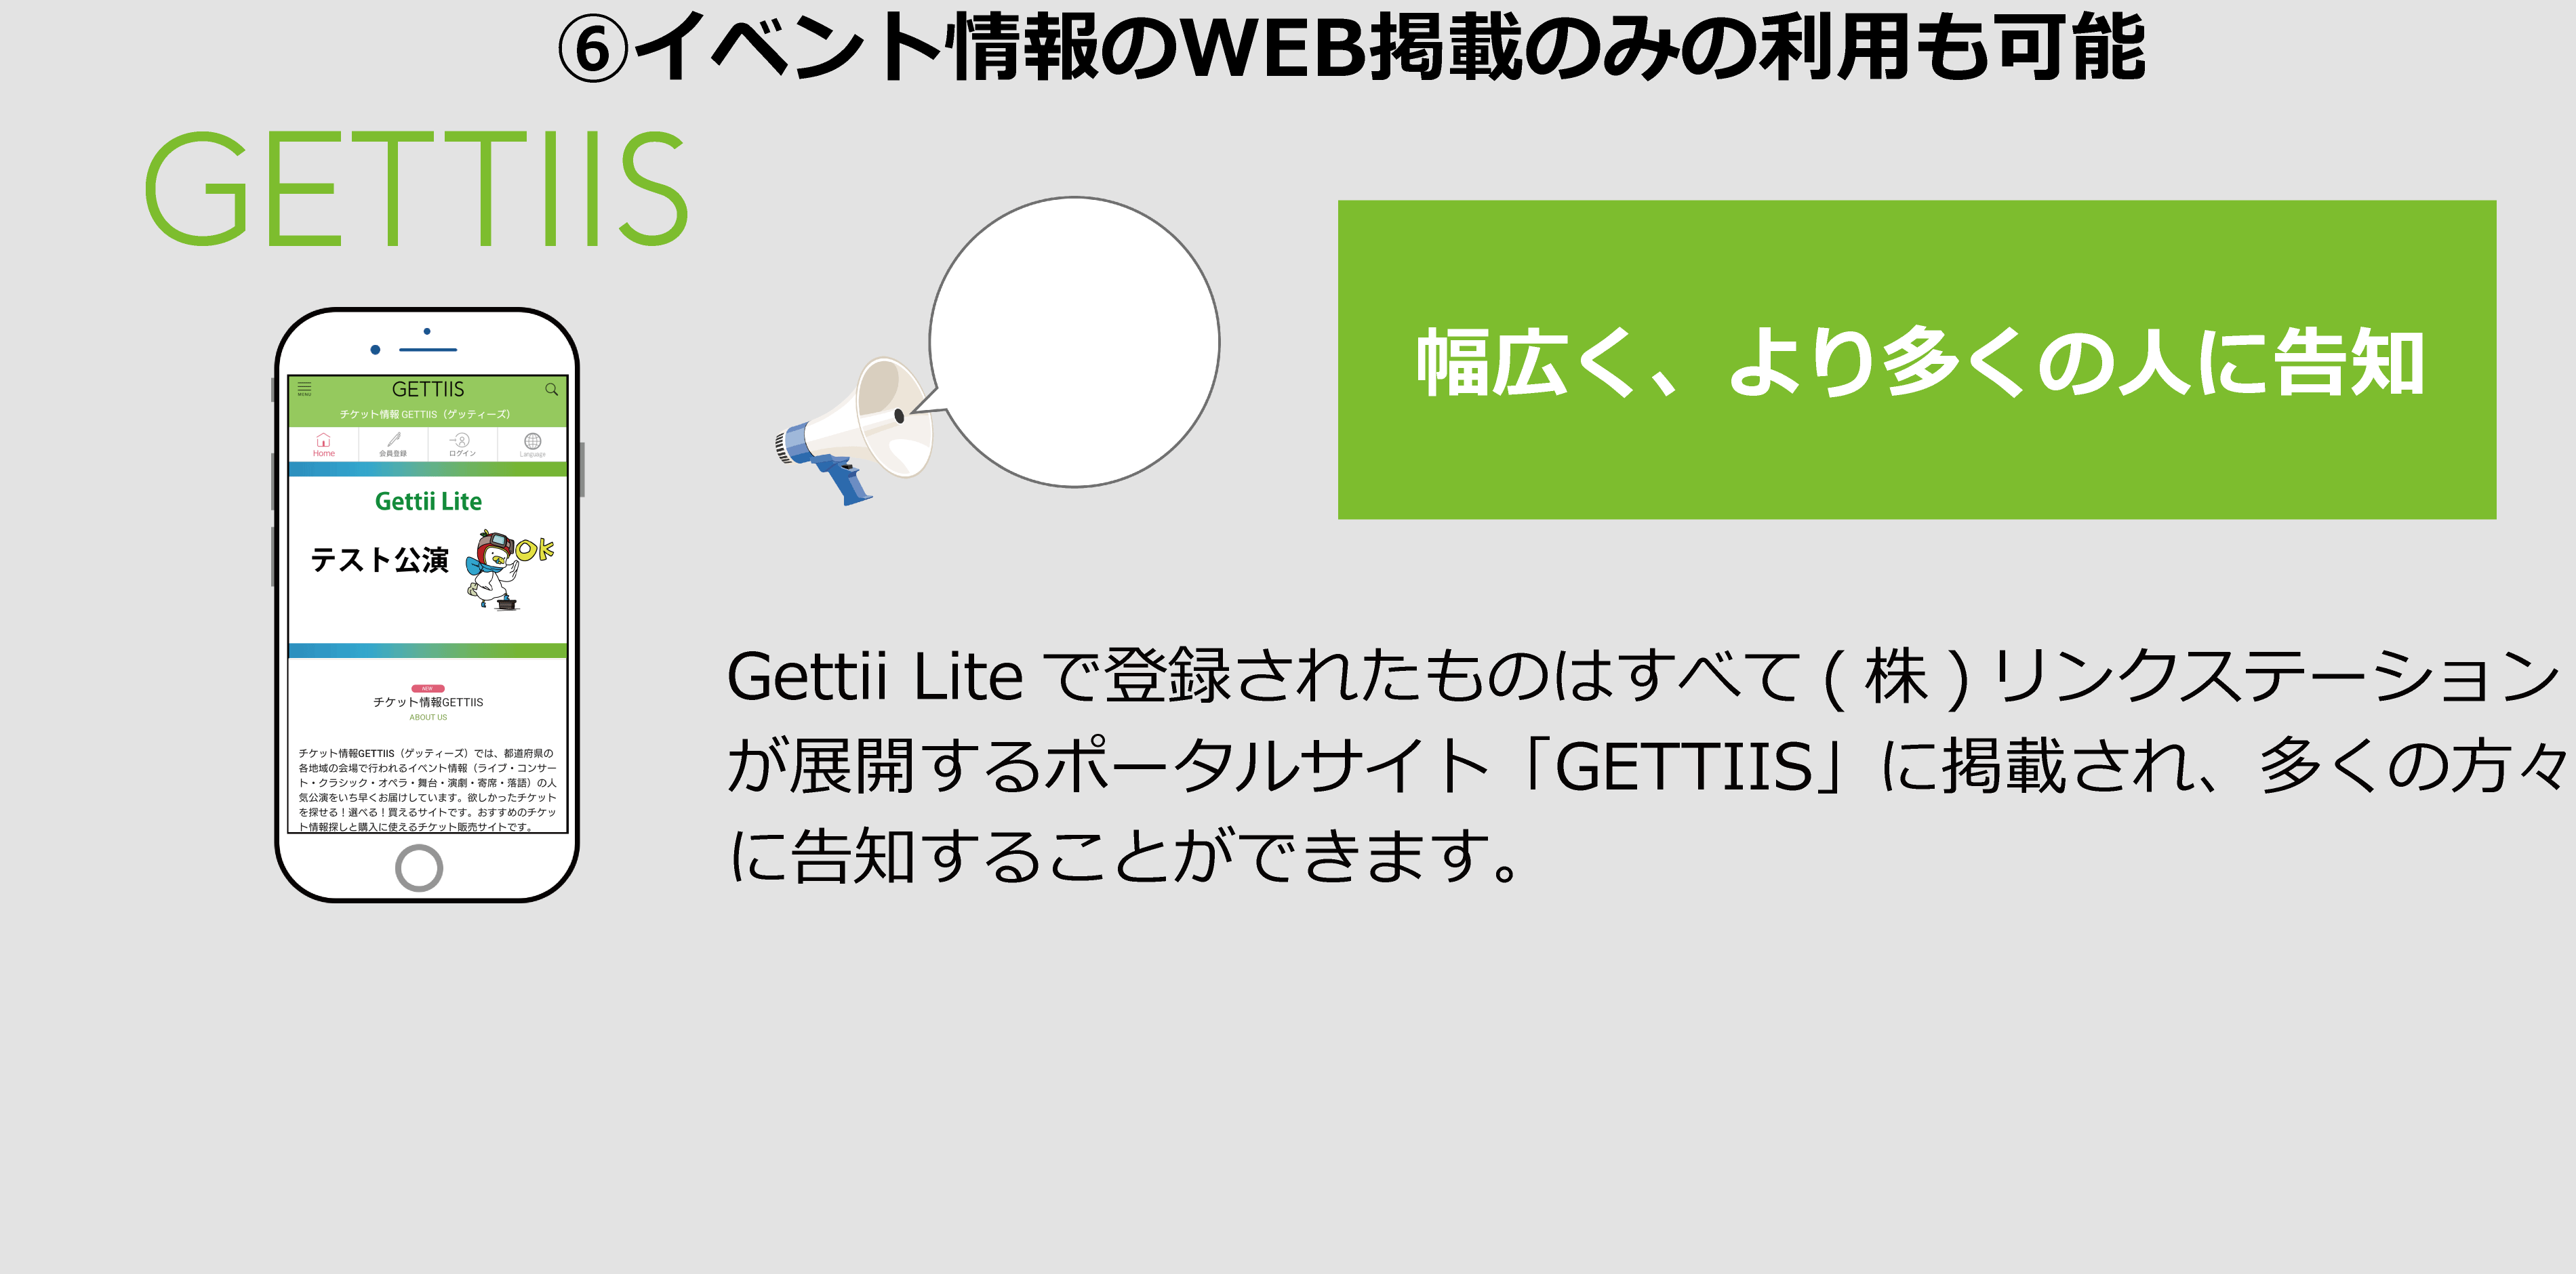 ⑥イベント情報のWEB掲載のみの利用も可能
GETTIIS
幅広く、より多くの人に告知
GETTIIS
MENU
チケット情報 GETTIIS（ゲッティーズ）
Home
会員登録
ログイン
Language
Gettii Lite
テスト公演
OK
NEW
チケット情報GETTIIS
ABOUT US
チケット情報GETTIIS（ゲッティーズ）では、都道府県の
各地域の会場で行われるイベント情報（ライブ・コンサー
ト・クラシック・オペラ・舞台・演劇・寄席・落語）の人
気公演をいち早くお届けしています。欲しかったチケット
を探せる！選べる！買えるサイトです。おすすめのチケッ
ト情報探しと購入に使えるチケット販売サイトです。
Gettii Lite で登録されたものはすべて ( 株 ) リンクステーション
が展開するポータルサイト「GETTIIS」に掲載され、多くの方々
に告知することができます。